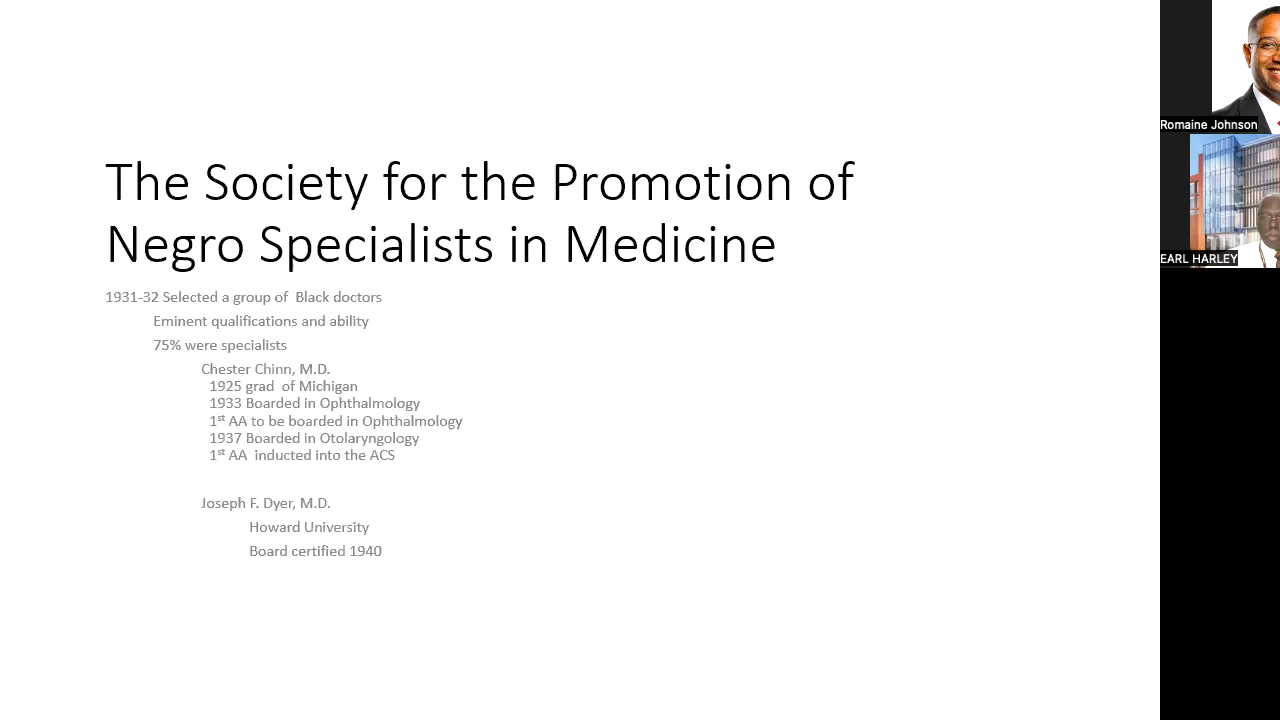 The Society for the Promotion of
Negro Specialists in Medicine
1931-32 Selected a group of  Black doctors
Eminent qualifications and ability
75% were specialists
Chester Chinn, M.D.
1925 grad  of Michigan
1933 Boarded in Ophthalmology
1st AA to be boarded in Ophthalmology
1937 Boarded in Otolaryngology
1st AA  inducted into the ACS
Joseph F. Dyer, M.D.
Howard University
Board certified 1940
Romaine Johnson
EARL HARLEY